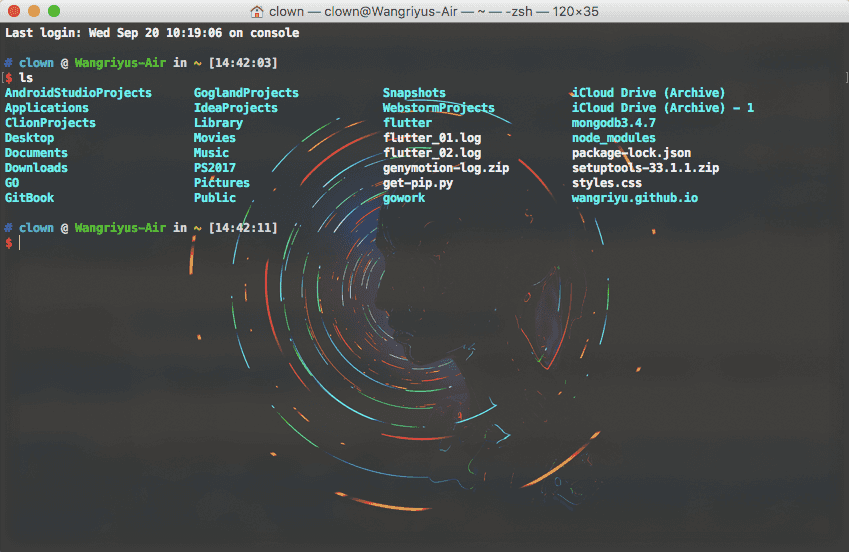 clown — clown@Wangriyus-Air — ~ — -zsh — 120×35
Last login: Wed Sep 20 10:19:06 on console
# clown @ Wangriyus-Air in ~ [14:42:03]
$ ls
AndroidStudioProjects GoglandProjects Snapshots iCloud Drive (Archive)
Applications IdeaProjects WebstormProjects iCloud Drive (Archive) - 1
ClionProjects Library flutter mongodb3.4.7
Desktop Movies flutter_01.log node_modules
Documents Music flutter_02.log package-lock.json
Downloads PS2017 genymotion-log.zip setuptools-33.1.1.zip
GO Pictures get-pip.py styles.css
GitBook Public gowork wangriyu.github.io
# clown @ Wangriyus-Air in ~ [14:42:11]
$